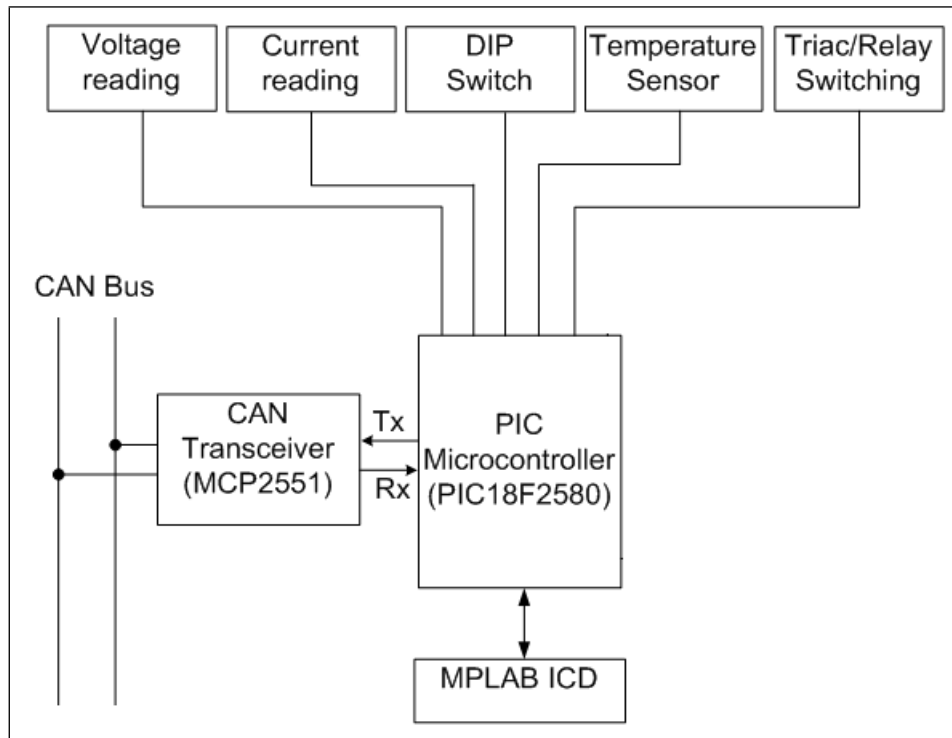 Voltage
reading
Current
reading
DIP
Switch
Temperature
Sensor
Triac/Relay
Switching
CAN Bus
CAN
Transceiver
(MCP2551)
Tx
Rx
PIC
Microcontroller
(PIC18F2580)
MPLAB ICD